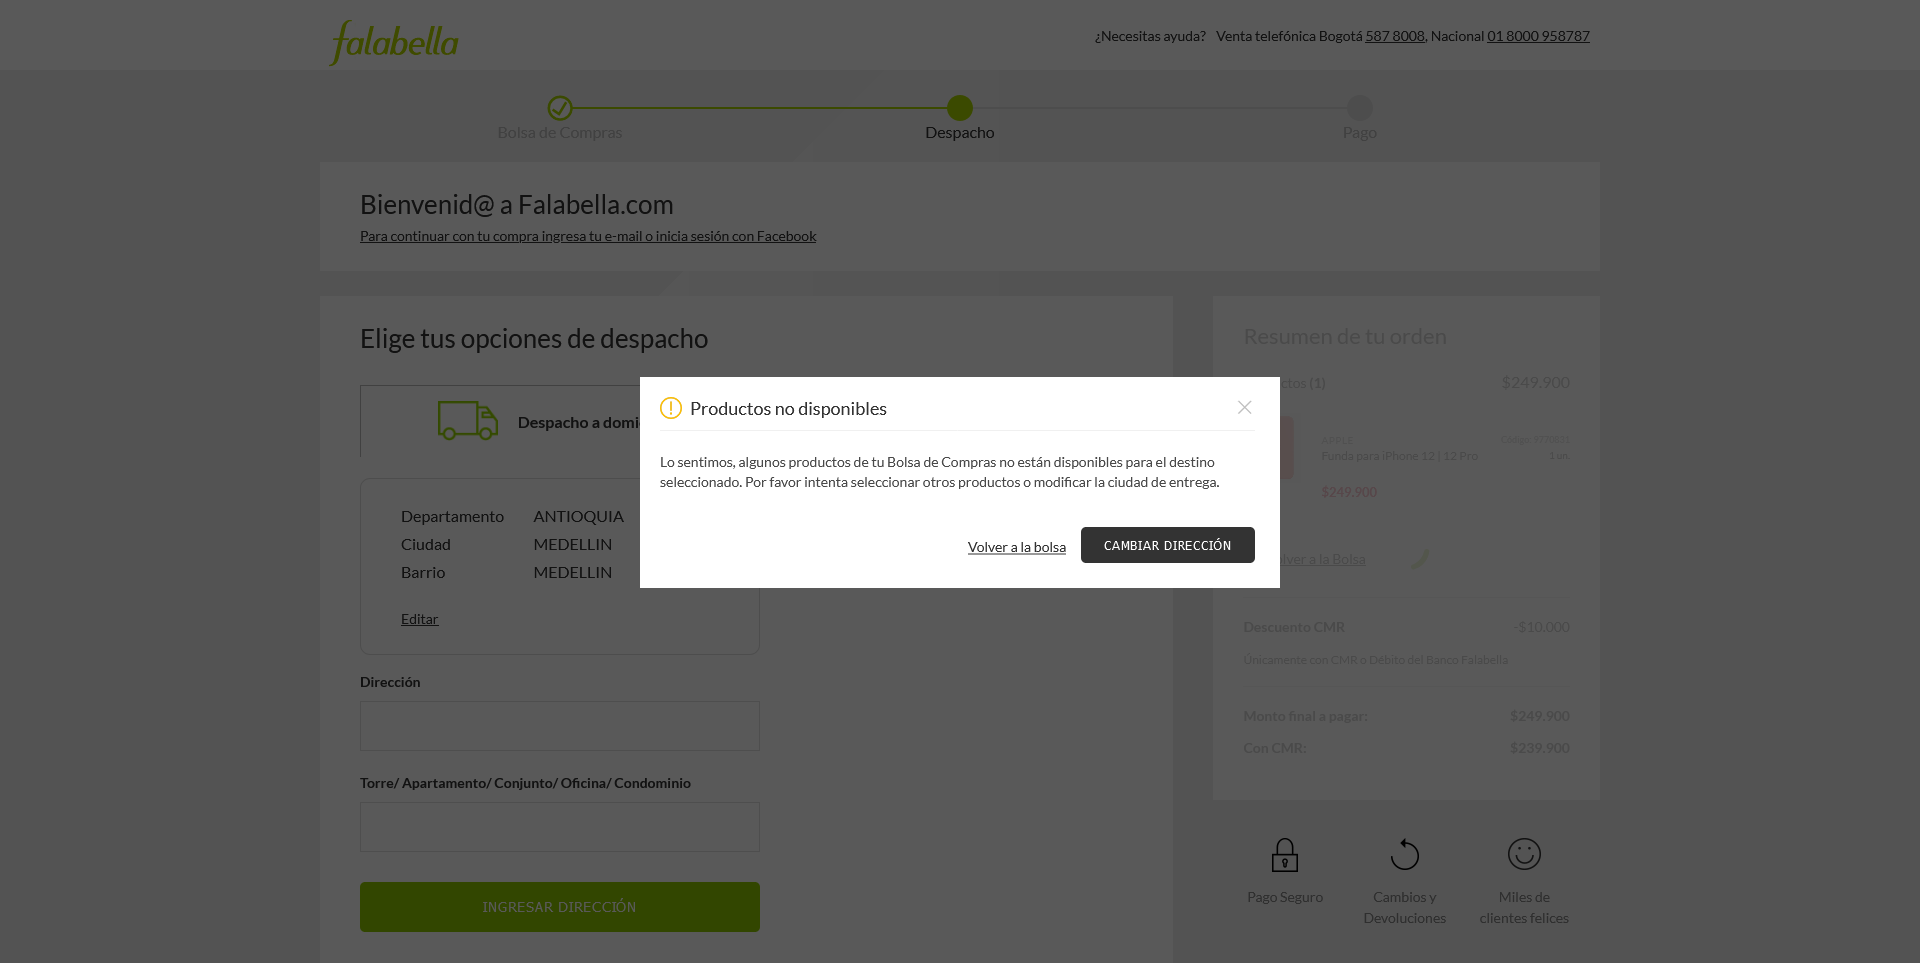 falabella
¿Necesitas ayuda? Venta telefónica Bogotá 587 8008, Nacional 01 8000 958787
Bolsa de Compras
Despacho
Pago
Bienvenid@ a Falabella.com
Para continuar con tu compra ingresa tu e-mail o inicia sesión con Facebook
Elige tus opciones de despacho
Despacho a domi
Departamento ANTIOQUIA
Ciudad MEDELLIN
Barrio MEDELLIN
Editar
Dirección
Torre/ Apartamento/ Conjunto/ Oficina/ Condominio
INGRESAR DIRECCIÓN
Productos no disponibles
Lo sentimos, algunos productos de tu Bolsa de Compras no están disponibles para el destino
seleccionado. Por favor intenta seleccionar otros productos o modificar la ciudad de entrega.
Volver a la bolsa
CAMBIAR DIRECCIÓN
Resumen de tu orden
ctos (1) $249.900
APPLE
Funda para iPhone 12 | 12 Pro
1 un.
$249.900
lver a la Bolsa
Descuento CMR -$10.000
Únicamente con CMR o Débito del Banco Falabella
Monto final a pagar: $249.900
Con CMR: $239.900
Pago Seguro
Cambios y
Devoluciones
Miles de
clientes felices